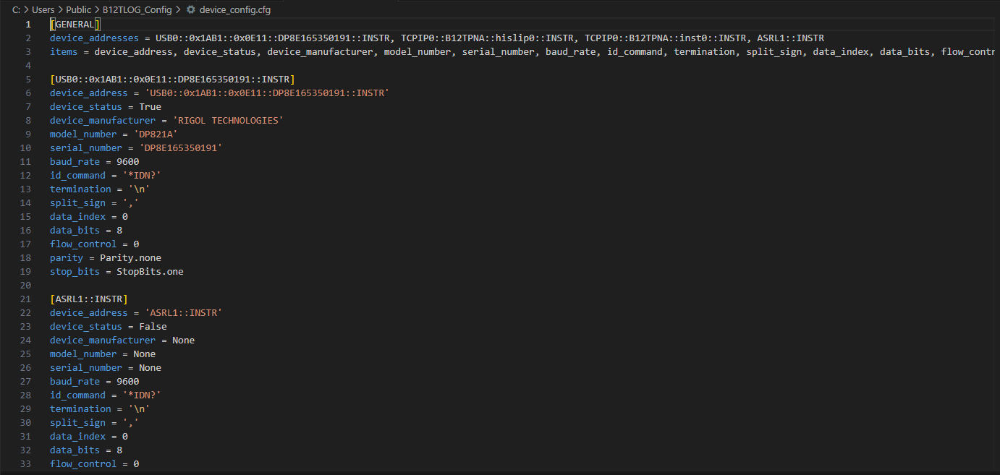 C: > Users > Public > B12TLOG_Config > device_config.cfg
1 [GENERAL]
2 device_addresses = USB0::0x1AB1::0x0E11::DP8E165350191::INSTR, TCPIP0::B12TPNA::hislip0::INSTR, TCPIP0::B12TPNA::inst0::INSTR, ASRL1::INSTR
3 items = device_address, device_status, device_manufacturer, model_number, serial_number, baud_rate, id_command, termination, split_sign, data_index, data_bits, flow_contr
4
5 [USB0::0x1AB1::0x0E11::DP8E165350191::INSTR]
6 device_address = 'USB0::0x1AB1::0x0E11::DP8E165350191::INSTR'
7 device_status = True
8 device_manufacturer = 'RIGOL TECHNOLOGIES'
9 model_number = 'DP821A'
10 serial_number = 'DP8E165350191'
11 baud_rate = 9600
12 id_command = '*IDN?'
13 termination = '\n'
14 split_sign = ','
15 data_index = 0
16 data_bits = 8
17 flow_control = 0
18 parity = Parity.none
19 stop_bits = StopBits.one
20
21 [ASRL1::INSTR]
22 device_address = 'ASRL1::INSTR'
23 device_status = False
24 device_manufacturer = None
25 model_number = None
26 serial_number = None
27 baud_rate = 9600
28 id_command = '*IDN?'
29 termination = '\n'
30 split_sign = ','
31 data_index = 0
32 data_bits = 8
33 flow_control = 0